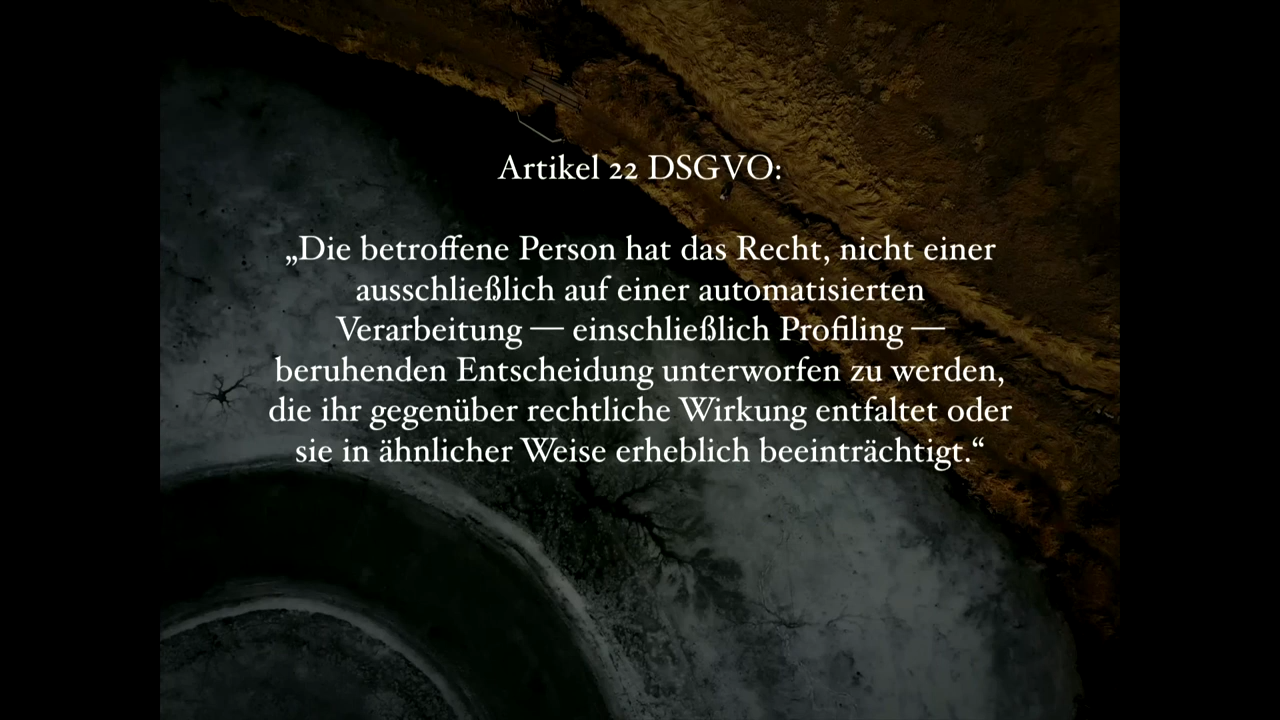 Artikel 22 DSGVO:
„Die betroffene Person hat das Recht, nicht einer
ausschließlich auf einer automatisierten
Verarbeitung — einschließlich Profiling —
beruhenden Entscheidung unterworfen zu werden,
die ihr gegenüber rechtliche Wirkung entfaltet oder
sie in ähnlicher Weise erheblich beeinträchtigt.“